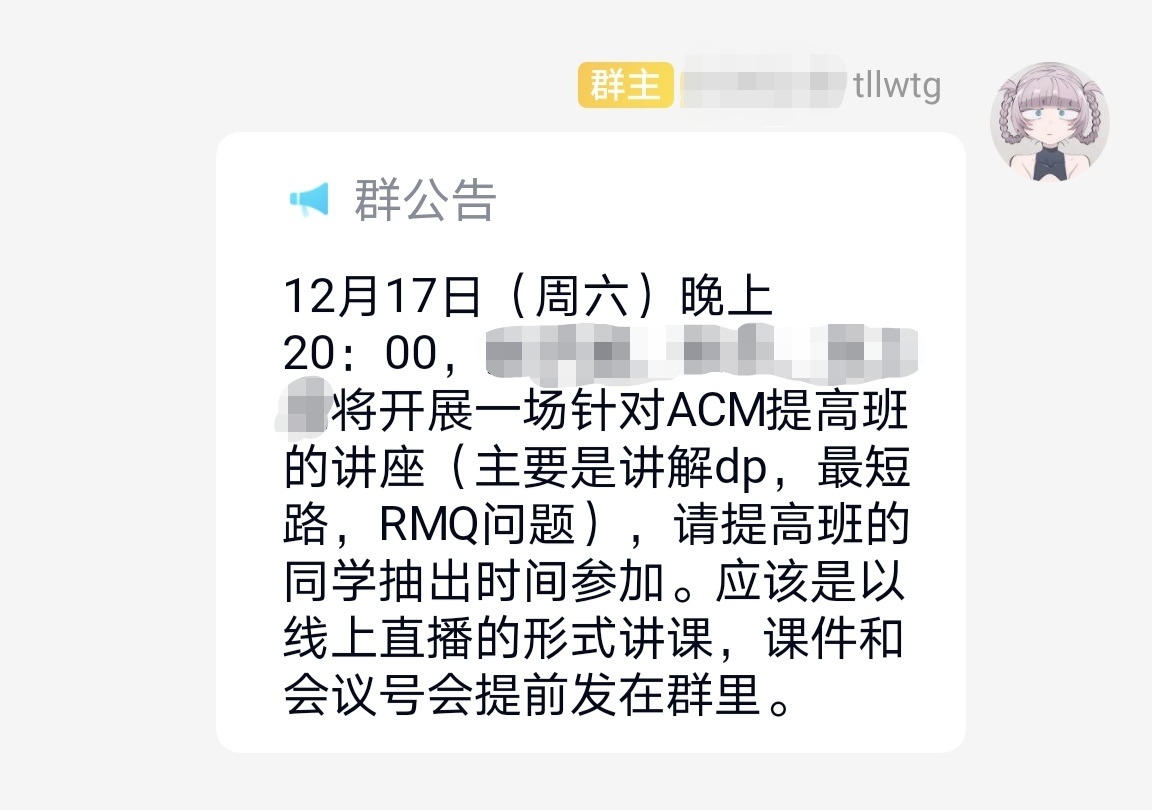 群主 tllwtg
群公告
12月17日（周六）晚上
20：00，
将开展一场针对ACM提高班
的讲座（主要是讲解dp，最短
路，RMQ问题），请提高班的
同学抽出时间参加。应该是以
线上直播的形式讲课，课件和
会议号会提前发在群里。